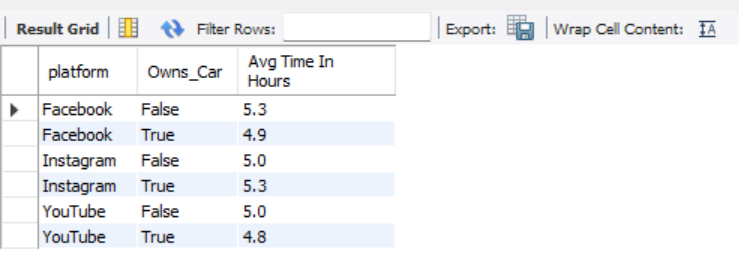 Result Grid Filter Rows: Export: Wrap Cell Content: IA
platform Owns_Car Avg Time In
Hours
Facebook False 5.3
Facebook True 4.9
Instagram False 5.0
Instagram True 5.3
YouTube False 5.0
YouTube True 4.8